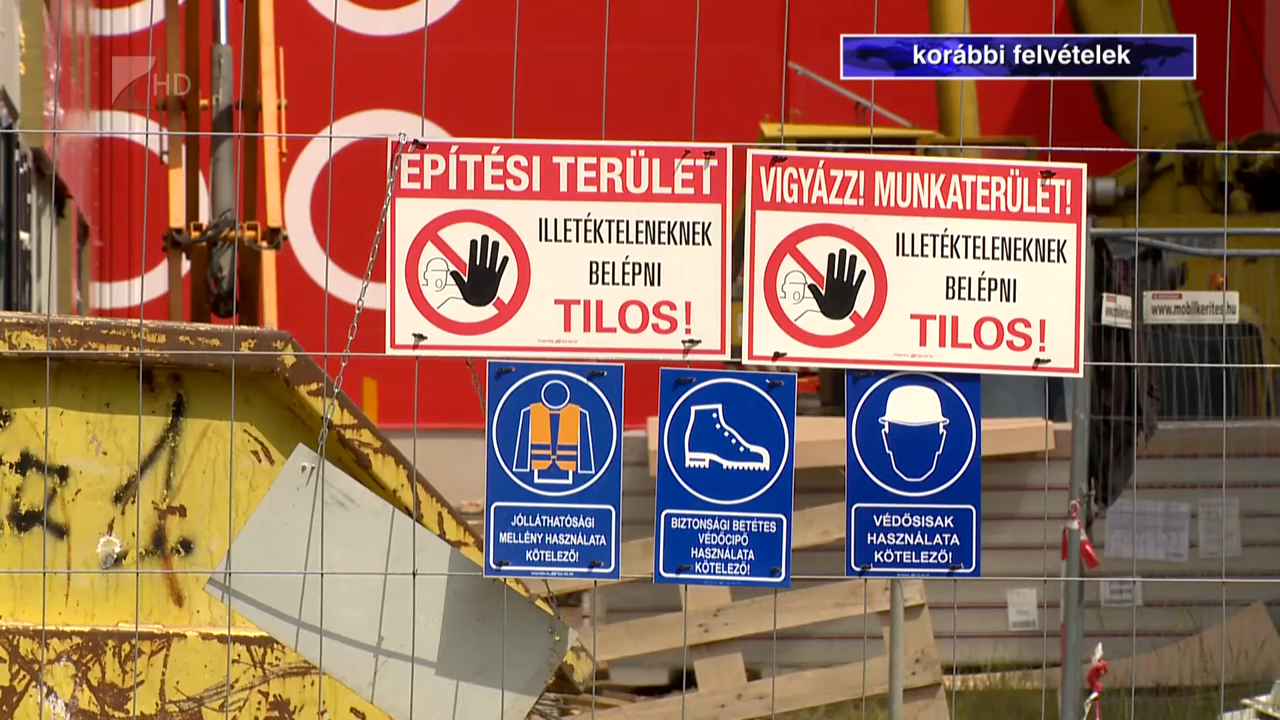 korábbi felvételek
HD
ÉPÍTÉSI TERÜLET
ILLETÉKTELENEKNEK
BELÉPNI
TILOS!
VIGYÁZZ! MUNKATERÜLET!
ILLETÉKTELENEKNEK
BELÉPNI
TILOS!
www.mobilkerites.hu
JÓLLÁTHATÓSÁGI
MELLÉNY HASZNÁLATA
KÖTELEZŐ!
BIZTONSÁGI BETÉTES
VÉDŐCIPŐ
HASZNÁLATA
KÖTELEZŐ!
VÉDŐSISAK
HASZNÁLATA
KÖTELEZŐ!